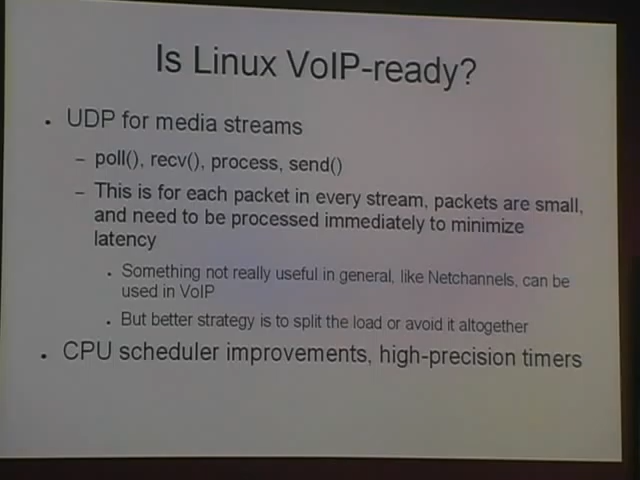 Is Linux VoIP-ready?
• UDP for media streams
– poll(), recv(), process, send()
– This is for each packet in every stream, packets are small,
and need to be processed immediately to minimize
latency
• Something not really useful in general, like Netchannels, can be
used in VoIP
• But better strategy is to split the load or avoid it altogether
• CPU scheduler improvements, high-precision timers